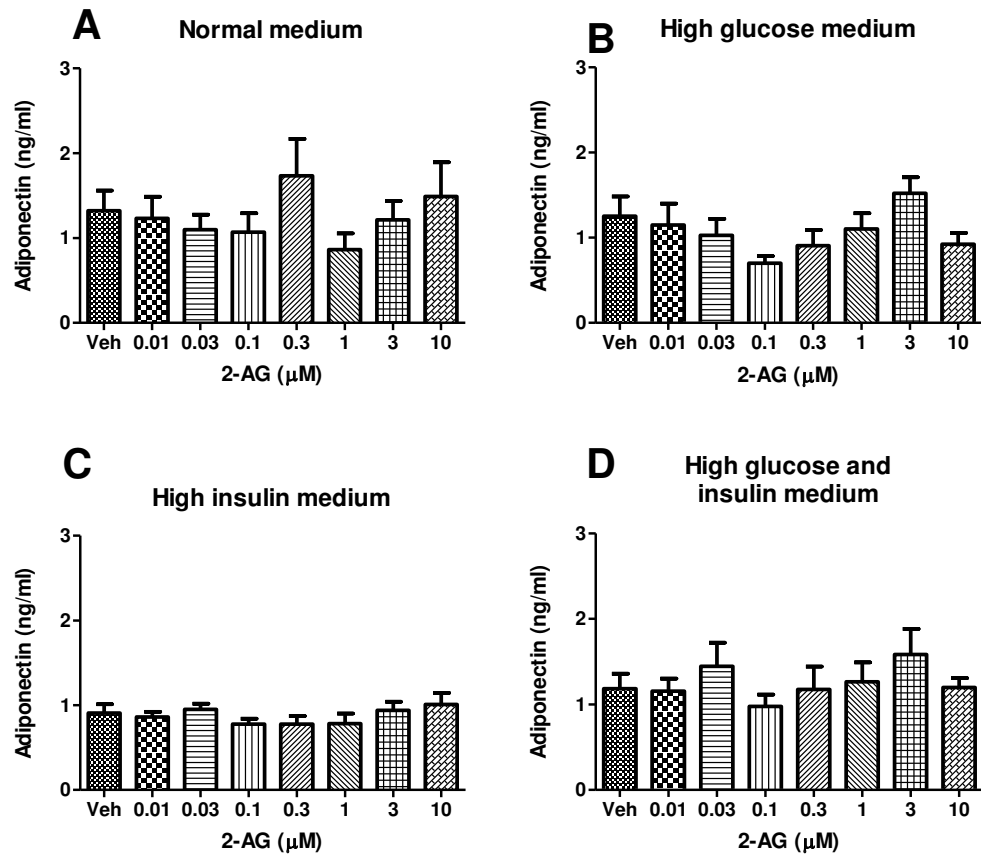 A
Normal medium
3
2
1
0
Adiponectin (ng/ml)
Veh 0.01 0.03 0.1 0.3 1 3 10
2-AG (μM)
B
High glucose medium
3
2
1
0
Adiponectin (ng/ml)
Veh 0.01 0.03 0.1 0.3 1 3 10
2-AG (μM)
C
High insulin medium
3
2
1
0
Adiponectin (ng/ml)
Veh 0.01 0.03 0.1 0.3 1 3 10
2-AG (μM)
D
High glucose and
insulin medium
3
2
1
0
Adiponectin (ng/ml)
Veh 0.01 0.03 0.1 0.3 1 3 10
2-AG (μM)